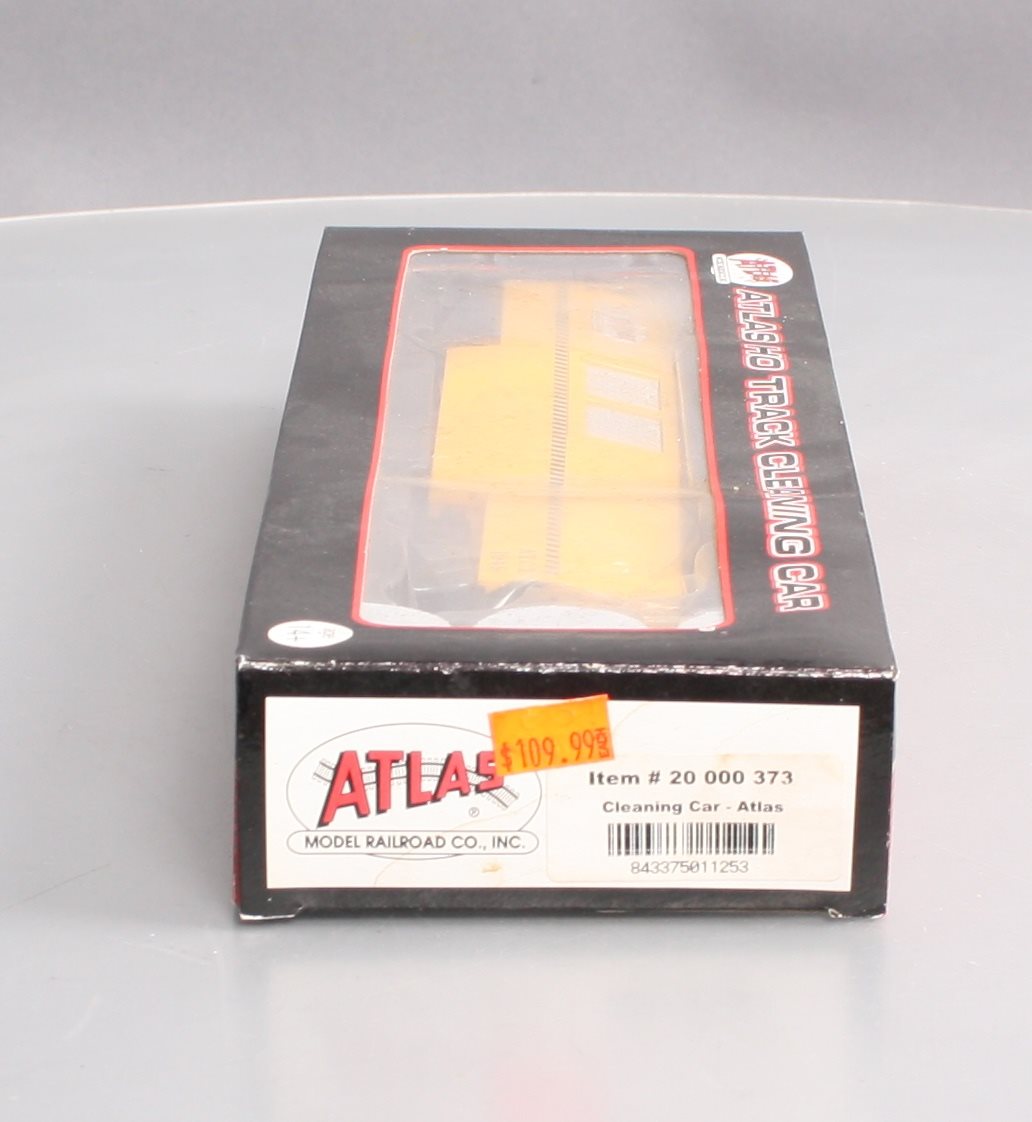 ATLAS HO TRACK CLEANING CAR
14+
ATLAS
®
MODEL RAILROAD CO., INC.
$109.99
Item # 20 000 373
Cleaning Car - Atlas
843375011253